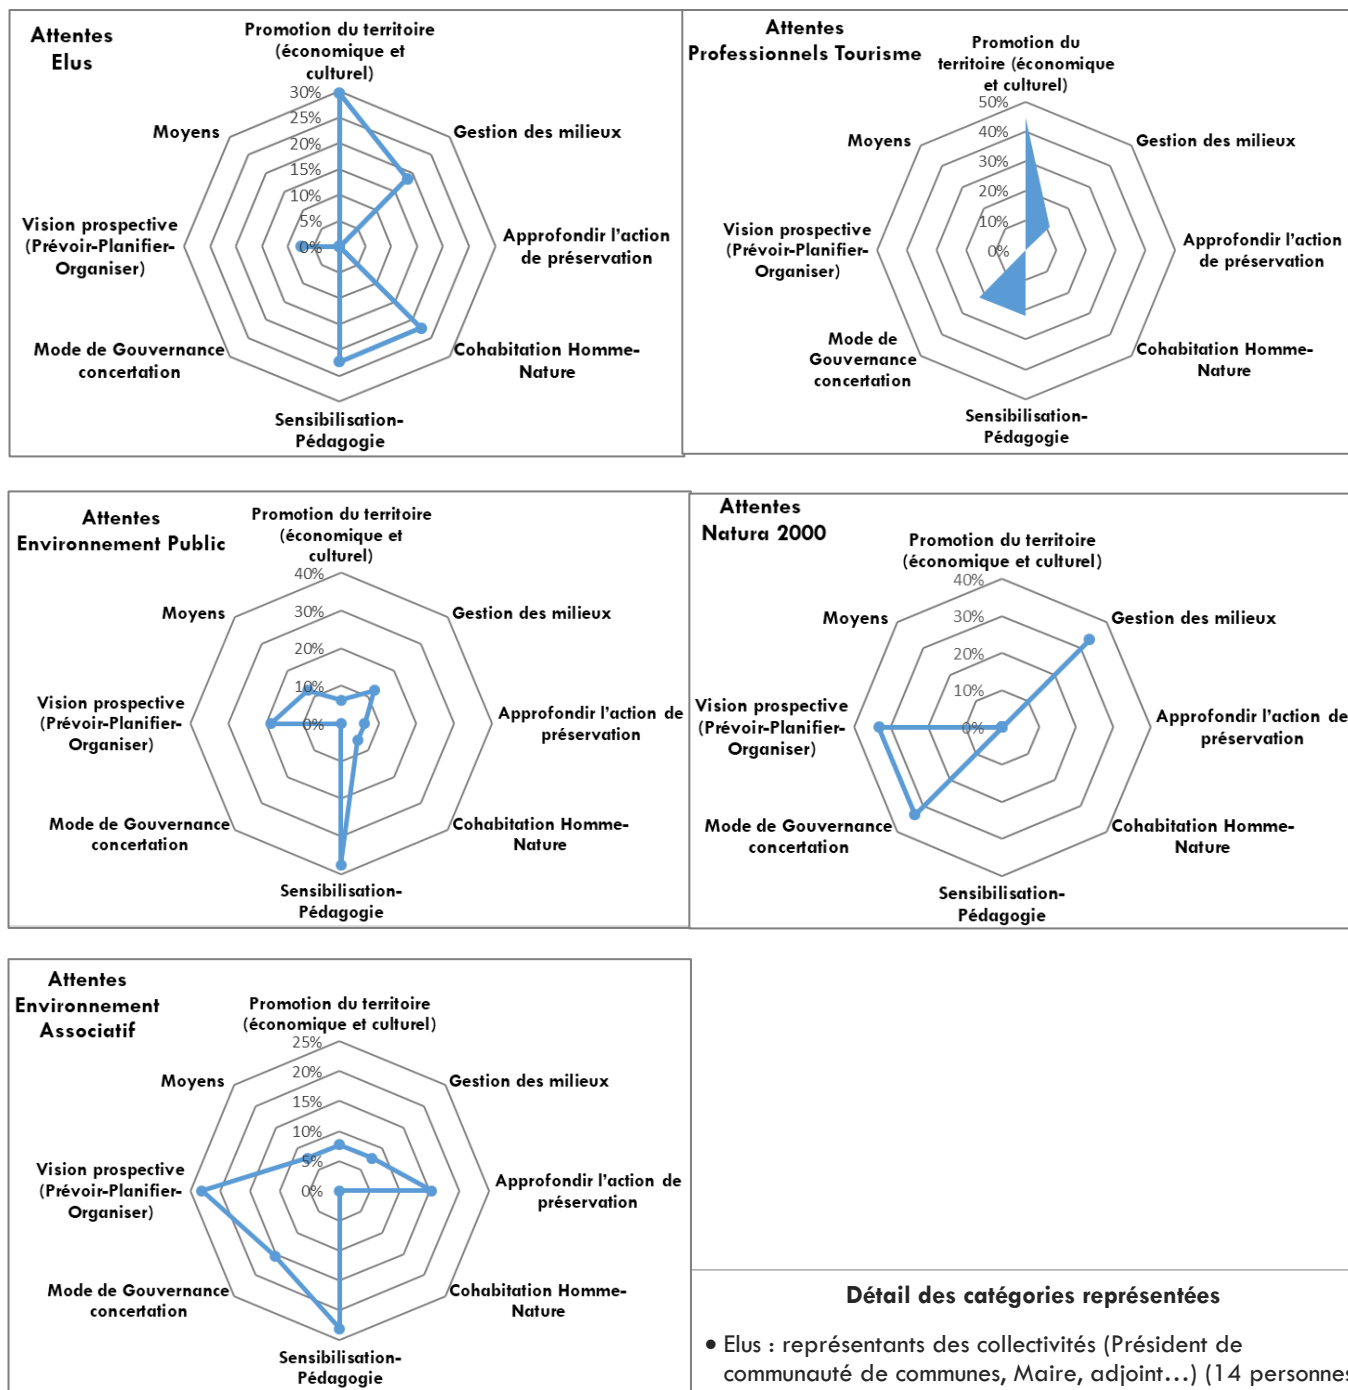 Attentes
Elus
Promotion du territoire
(économique et
culturel)
30%
25%
20%
15%
10%
5%
0%
Gestion des milieux
Approfondir l'action
de préservation
Cohabitation Homme-
Nature
Sensibilisation-
Pédagogie
Mode de Gouvernance
concertation
Vision prospective
(Prévoir-Planifier-
Organiser)
Moyens
Attentes
Professionnels Tourisme
Promotion du
territoire (économique
et culturel)
50%
40%
30%
20%
10%
0%
Gestion des milieux
Approfondir l'action
de préservation
Cohabitation Homme-
Nature
Sensibilisation-
Pédagogie
Mode de
Gouvernance
concertation
Vision prospective
(Prévoir-Planifier-
Organiser)
Moyens
Attentes
Environnement Public
Promotion du territoire
(économique et
culturel)
40%
30%
20%
10%
0%
Gestion des milieux
Approfondir l'action de
préservation
Cohabitation Homme-
Nature
Sensibilisation-
Pédagogie
Mode de Gouvernance
concertation
Vision prospective
(Prévoir-Planifier-
Organiser)
Moyens
Attentes
Natura 2000
Promotion du territoire
(économique et culturel)
40%
30%
20%
10%
0%
Gestion des milieux
Approfondir l'action de
préservation
Cohabitation Homme-
Nature
Sensibilisation-
Pédagogie
Mode de Gouvernance
concertation
Vision prospective
(Prévoir-Planifier-
Organiser)
Moyens
Attentes
Environnement
Associatif
Promotion du territoire
(économique et culturel)
25%
20%
15%
10%
5%
0%
Gestion des milieux
Approfondir l'action de
préservation
Cohabitation Homme-
Nature
Sensibilisation-
Pédagogie
Mode de Gouvernance
concertation
Vision prospective
(Prévoir-Planifier-
Organiser)
Moyens
Détail des catégories représentées
• Elus : représentants des collectivités (Président de
communauté de communes, Maire, adjoint…) (14 personnes